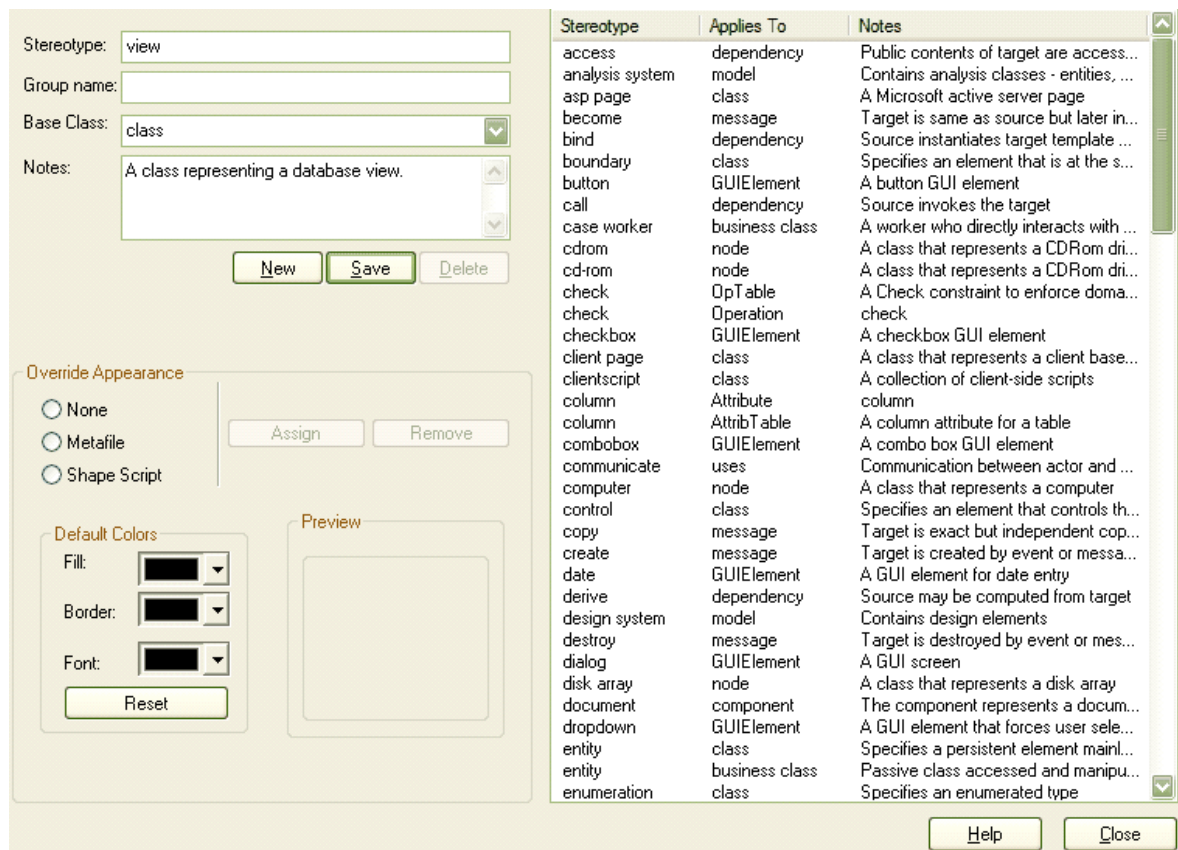 Stereotype: view
Group name:
Base Class: class
Notes: A class representing a database view.
New Save Delete
Override Appearance
None
Metafile
Shape Script
Assign Remove
Default Colors
Fill:
Border:
Font:
Reset
Preview
Stereotype Applies To Notes
access dependency Public contents of target are access...
analysis system model Contains analysis classes - entities, ...
asp page class A Microsoft active server page
become message Target is same as source but later in...
bind dependency Source instantiates target template ...
boundary class Specifies an element that is at the s...
button GUIElement A button GUI element
call dependency Source invokes the target
case worker business class A worker who directly interacts with ...
cdrom node A class that represents a CDRom dri...
cd-rom node A class that represents a CDRom dri...
check OpTable A Check constraint to enforce doma...
check Operation check
checkbox GUIElement A checkbox GUI element
client page class A class that represents a client base...
clientscript class A collection of client-side scripts
column Attribute column
column AttribTable A column attribute for a table
combobox GUIElement A combo box GUI element
communicate uses Communication between actor and ...
computer node A class that represents a computer
control class Specifies an element that controls th...
copy message Target is exact but independent cop...
create message Target is created by event or messa...
date GUIElement A GUI element for date entry
derive dependency Source may be computed from target
design system model Contains design elements
destroy message Target is destroyed by event or mes...
dialog GUIElement A GUI screen
disk array node A class that represents a disk array
document component The component represents a docum...
dropdown GUIElement A GUI element that forces user sele...
entity class Specifies a persistent element mainl...
entity business class Passive class accessed and manipu...
enumeration class Specifies an enumerated type
Help Close